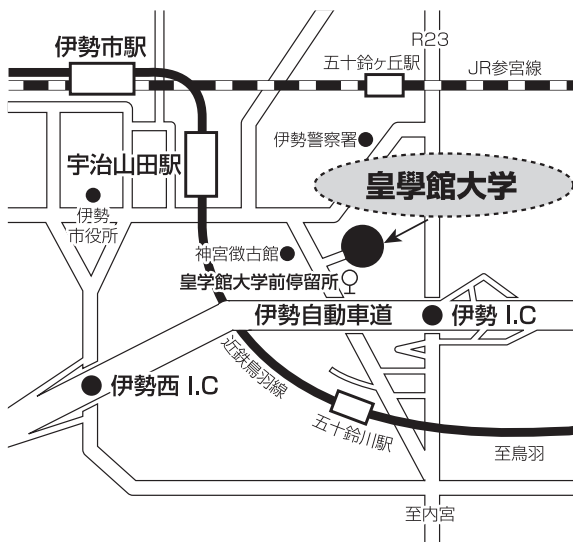 R23
伊勢市駅
五十鈴ヶ丘駅
JR参宮線
伊勢警察署
宇治山田駅
皇學館大学
伊勢
市役所
神宮徴古館
皇学館大学前停留所
伊勢自動車道
伊勢 I.C
近鉄鳥羽線
伊勢西 I.C
五十鈴川駅
至鳥羽
至内宮